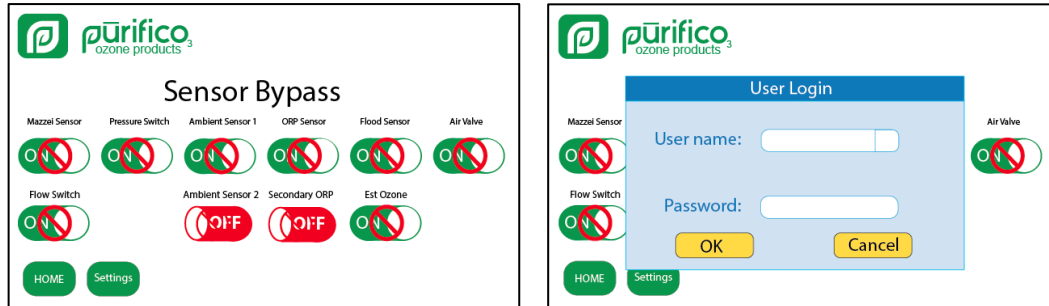 pūrifico
ozone products 3
Sensor Bypass
Mazzei Sensor Pressure Switch Ambient Sensor 1 ORP Sensor Flood Sensor Air Valve
ON ON ON ON ON ON
Flow Switch Ambient Sensor 2 Secondary ORP Est Ozone
ON OFF OFF ON
HOME Settings
pūrifico
ozone products 3
User Login
Mazzei Sensor Air Valve
User name:
ON ON
Flow Switch
Password:
ON
OK Cancel
HOME Settings